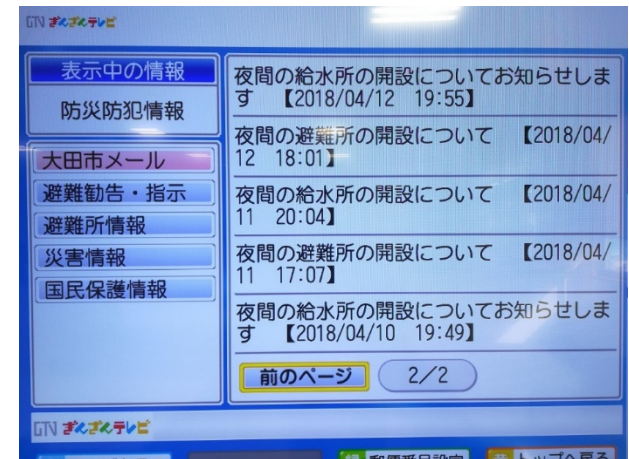 GTV ぎんぎんテレビ
表示中の情報
防災防犯情報
大田市メール
避難勧告・指示
避難所情報
災害情報
国民保護情報
夜間の給水所の開設についてお知らせしま
す 【2018/04/12 19:55】
夜間の避難所の開設について 【2018/04/
12 18:01】
夜間の給水所の開設について 【2018/04/
11 20:04】
夜間の避難所の開設について 【2018/04/
11 17:07】
夜間の給水所の開設についてお知らせしま
す 【2018/04/10 19:49】
前のページ 2/2
GTV ぎんぎんテレビ
郵便番号設定 トップへ戻る